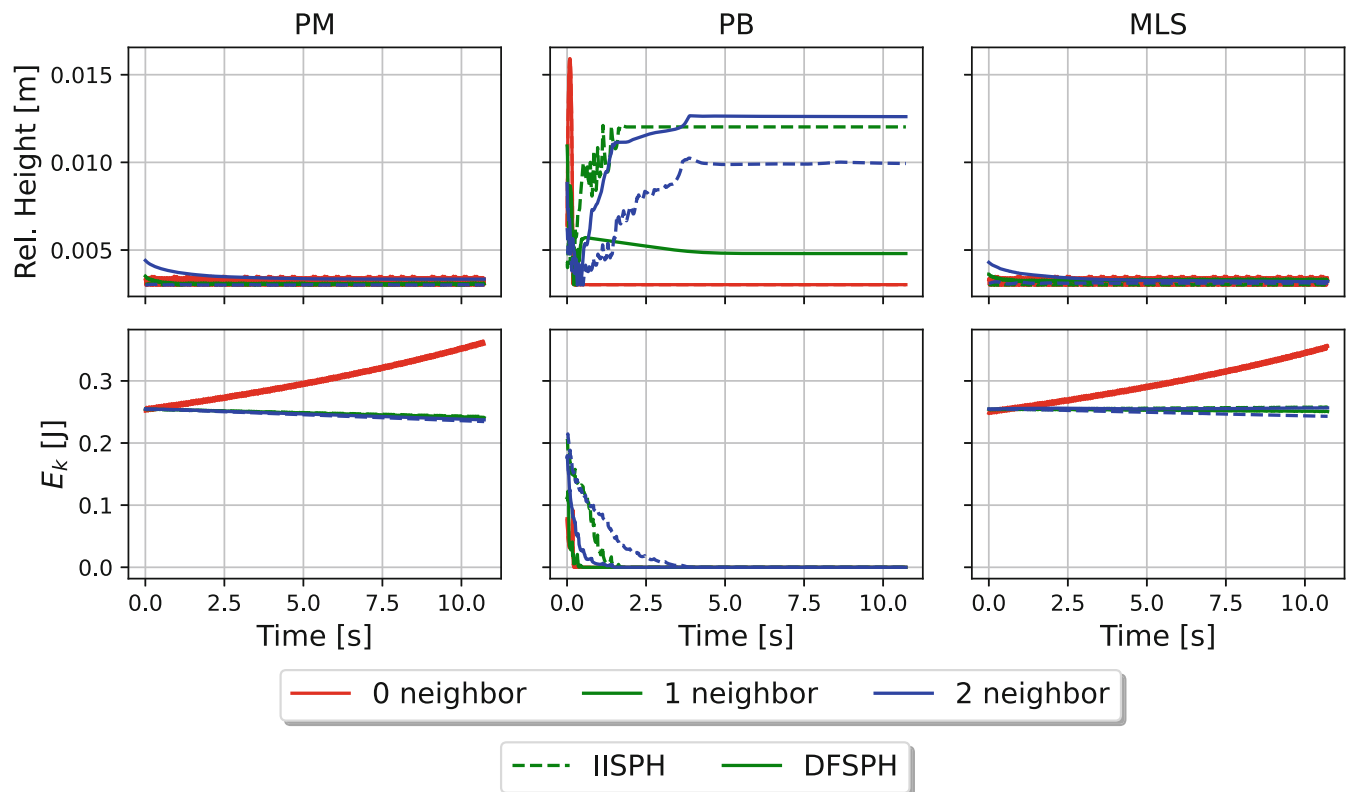 PM PB MLS
Rel. Height [m]
0.015
0.010
0.005
E_k [J]
0.3
0.2
0.1
0.0
0.0 2.5 5.0 7.5 10.0 0.0 2.5 5.0 7.5 10.0 0.0 2.5 5.0 7.5 10.0
Time [s] Time [s] Time [s]
0 neighbor 1 neighbor 2 neighbor
IISPH DFSPH